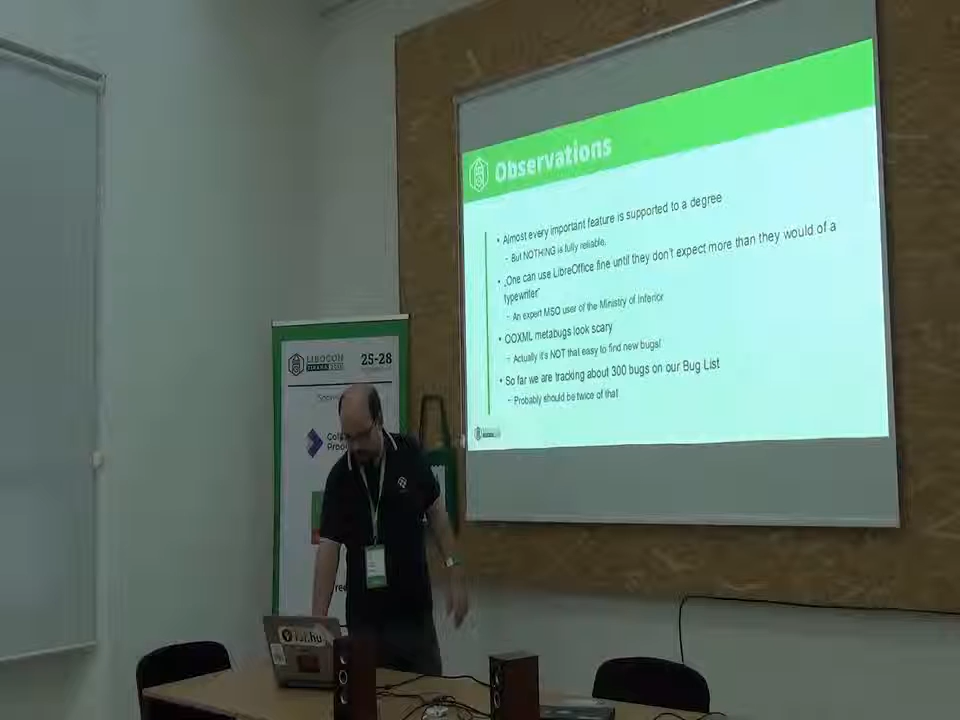 Observations
• Almost every important feature is supported to a degree
– But NOTHING is fully reliable.
• „One can use LibreOffice fine until they don't expect more than they would of a
typewriter"
– An expert MSO user of the Ministry of Interior
• OOXML metabugs look scary
– Actually it's NOT that easy to find new bugs!
• So far we are tracking about 300 bugs on our Bug List
– Probably should be twice of that
LIBOCON
TIRANA
25-28